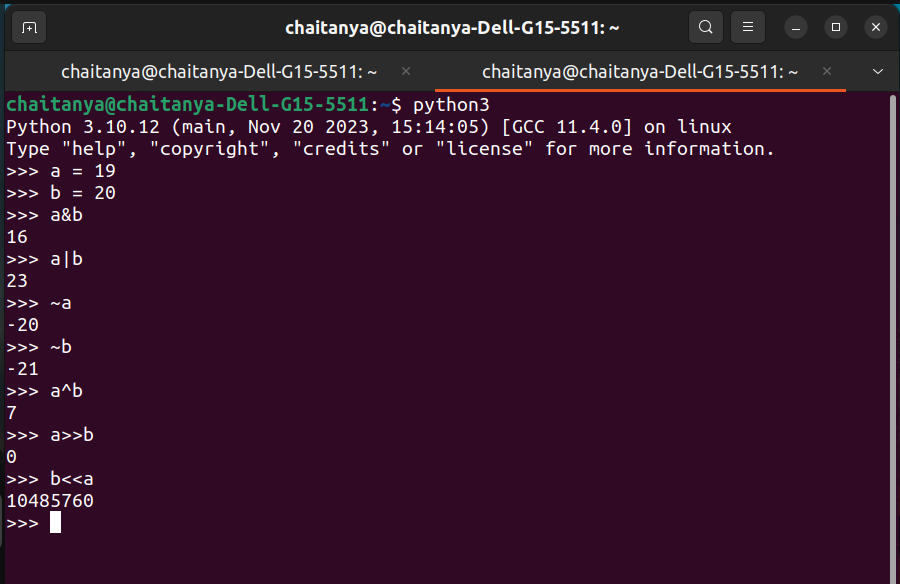 chaitanya@chaitanya-Dell-G15-5511: ~
chaitanya@chaitanya-Dell-G15-5511: ~
chaitanya@chaitanya-Dell-G15-5511: ~
chaitanya@chaitanya-Dell-G15-5511:~$ python3
Python 3.10.12 (main, Nov 20 2023, 15:14:05) [GCC 11.4.0] on linux
Type "help", "copyright", "credits" or "license" for more information.
>>> a = 19
>>> b = 20
>>> a&b
16
>>> a|b
23
>>> ~a
-20
>>> ~b
-21
>>> a^b
7
>>> a>>b
0
>>> b<<a
10485760
>>>